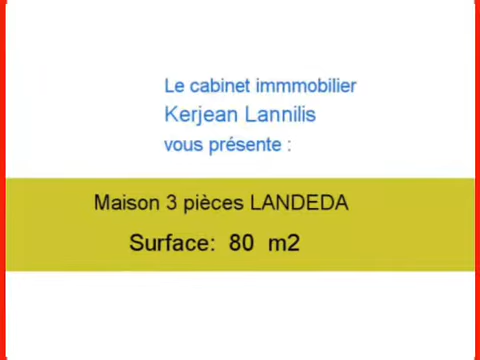 Le cabinet immmobilier
Kerjean Lannilis
vous présente :
Maison 3 pièces LANDEDA
Surface: 80 m2